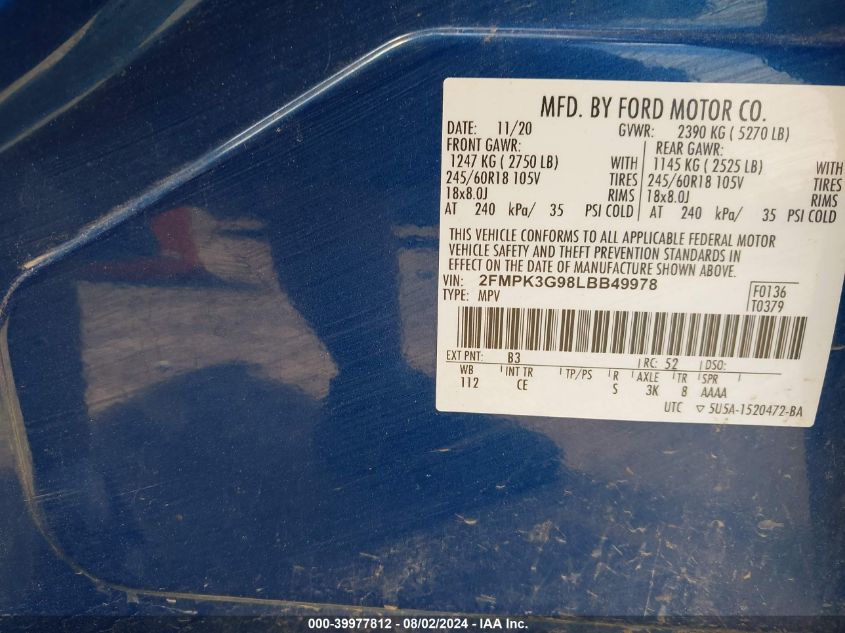 MFD. BY FORD MOTOR CO.
DATE: 11/20 GVWR: 2390 KG ( 5270 LB)
FRONT GAWR: REAR GAWR:
1247 KG ( 2750 LB) WITH 1145 KG ( 2525 LB) WITH
245/60R18 105V TIRES 245/60R18 105V TIRES
18x8.0J RIMS 18x8.0J RIMS
AT 240 kPa/ 35 PSI COLD AT 240 kPa/ 35 PSI COLD
THIS VEHICLE CONFORMS TO ALL APPLICABLE FEDERAL MOTOR
VEHICLE SAFETY AND THEFT PREVENTION STANDARDS IN
EFFECT ON THE DATE OF MANUFACTURE SHOWN ABOVE.
VIN: 2FMPK3G98LBB49978
TYPE: MPV
F0136
T0379
EXT PNT: B3 RC: 52 DSO:
WB INT TR TP/PS R AXLE TR SPR
112 CE S 3K 8 AAAA
UTC ▽ 5U5A-1520472-BA
000-39977812 - 08/02/2024 - IAA Inc.